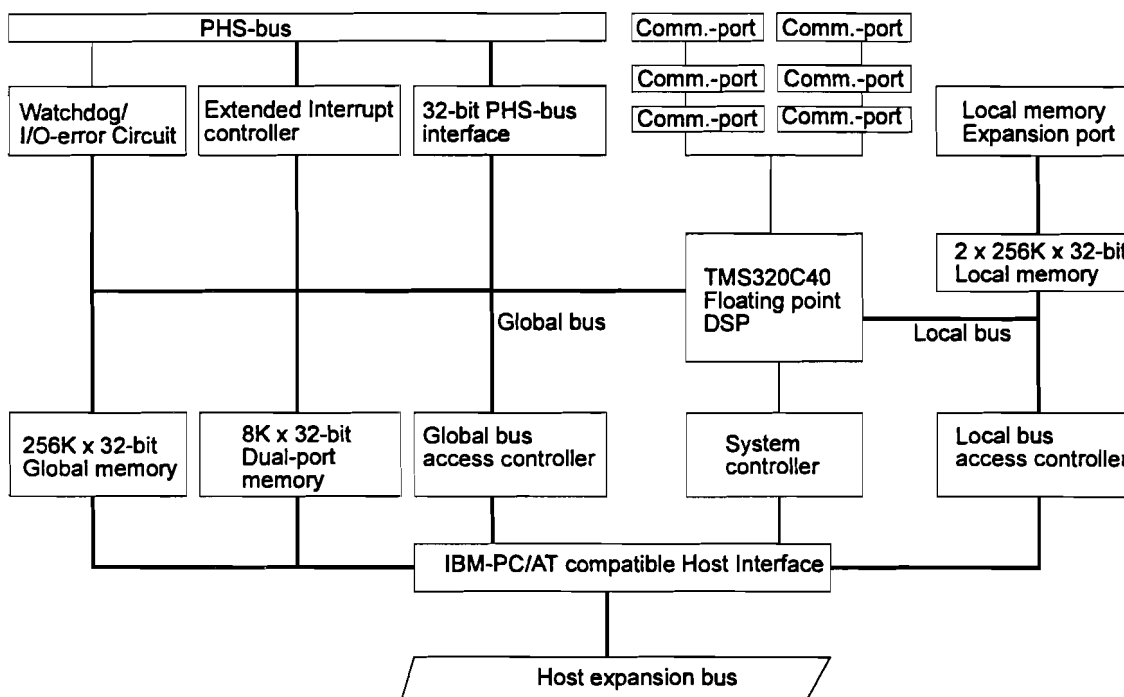 PHS-bus
Comm.-port
Comm.-port
Comm.-port
Comm.-port
Comm.-port
Comm.-port
Watchdog/
I/O-error Circuit
Extended Interrupt
controller
32-bit PHS-bus
interface
Local memory
Expansion port
TMS320C40
Floating point
DSP
2 x 256K x 32-bit
Local memory
Global bus
Local bus
256K x 32-bit
Global memory
8K x 32-bit
Dual-port
memory
Global bus
access controller
System
controller
Local bus
access controller
IBM-PC/AT compatible Host Interface
Host expansion bus